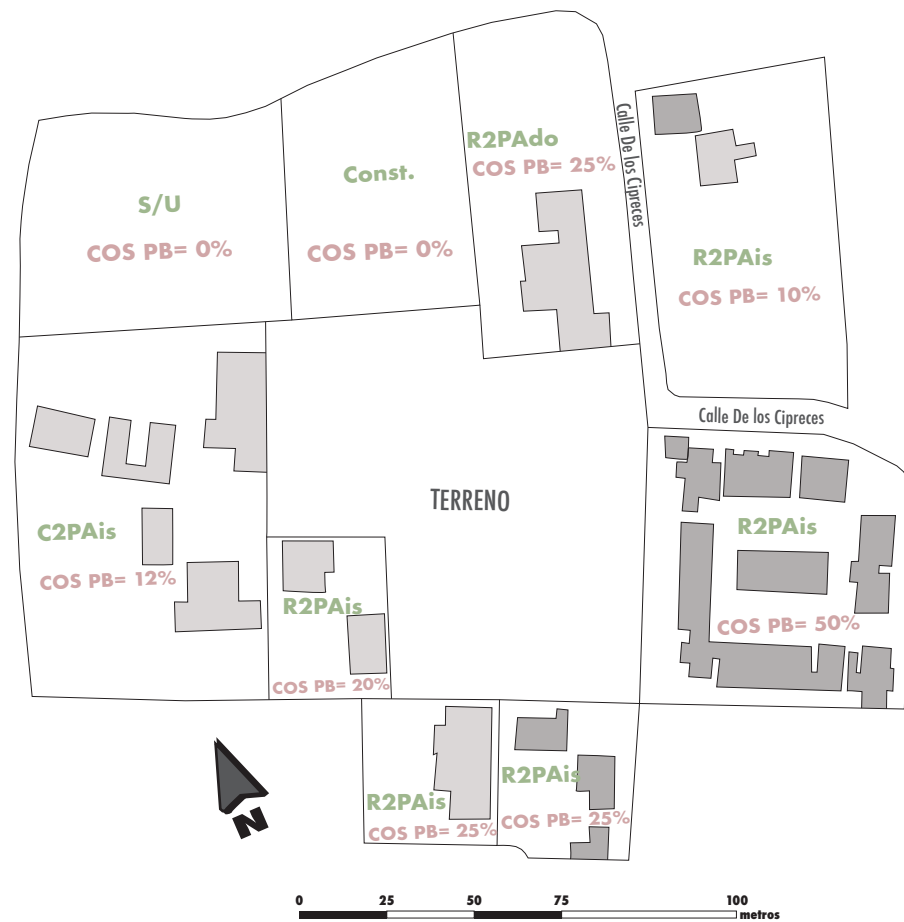 R2PAdo
COS PB= 25%
Calle De los Cipreces
Const.
COS PB= 0%
S/U
COS PB= 0%
R2PAis
COS PB= 10%
Calle De los Cipreces
TERRENO
R2PAis
COS PB= 50%
C2PAis
COS PB= 12%
R2PAis
COS PB= 20%
R2PAis
COS PB= 25%
R2PAis
COS PB= 25%
N
0 25 50 75 100
metros